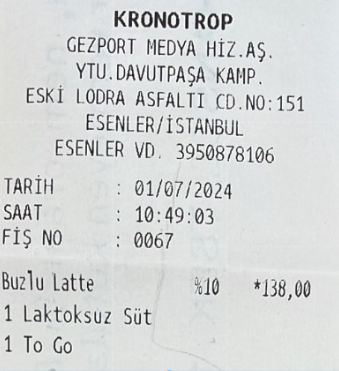 KRONOTROP
GEZPORT MEDYA HİZ.AŞ.
YTU.DAVUTPAŞA KAMP.
ESKİ LODRA ASFALTI CD.NO:151
ESENLER/İSTANBUL
ESENLER VD. 3950878106
TARİH : 01/07/2024
SAAT : 10:49:03
FİŞ NO : 0067
Buzlu Latte %10 *138,00
1 Laktoksuz Süt
1 To Go